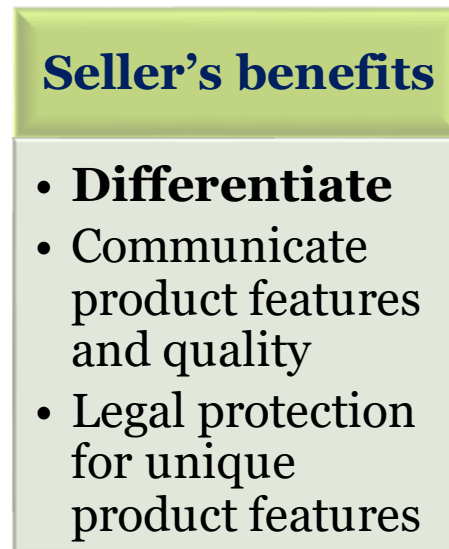 Seller’s benefits
• Differentiate
• Communicate
product features
and quality
• Legal protection
for unique
product features